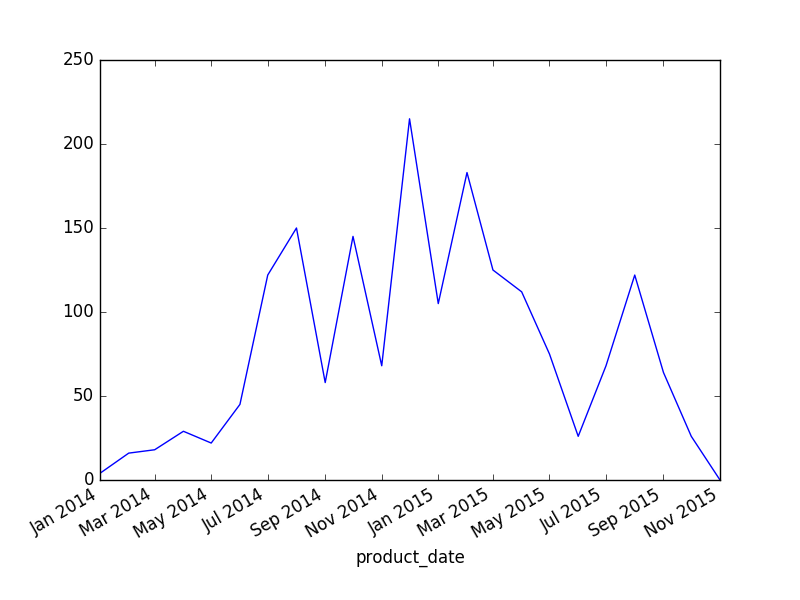 250
200
150
100
50
0
Jan 2014
Mar 2014
May 2014
Jul 2014
Sep 2014
Nov 2014
Jan 2015
Mar 2015
May 2015
Jul 2015
Sep 2015
Nov 2015
product_date